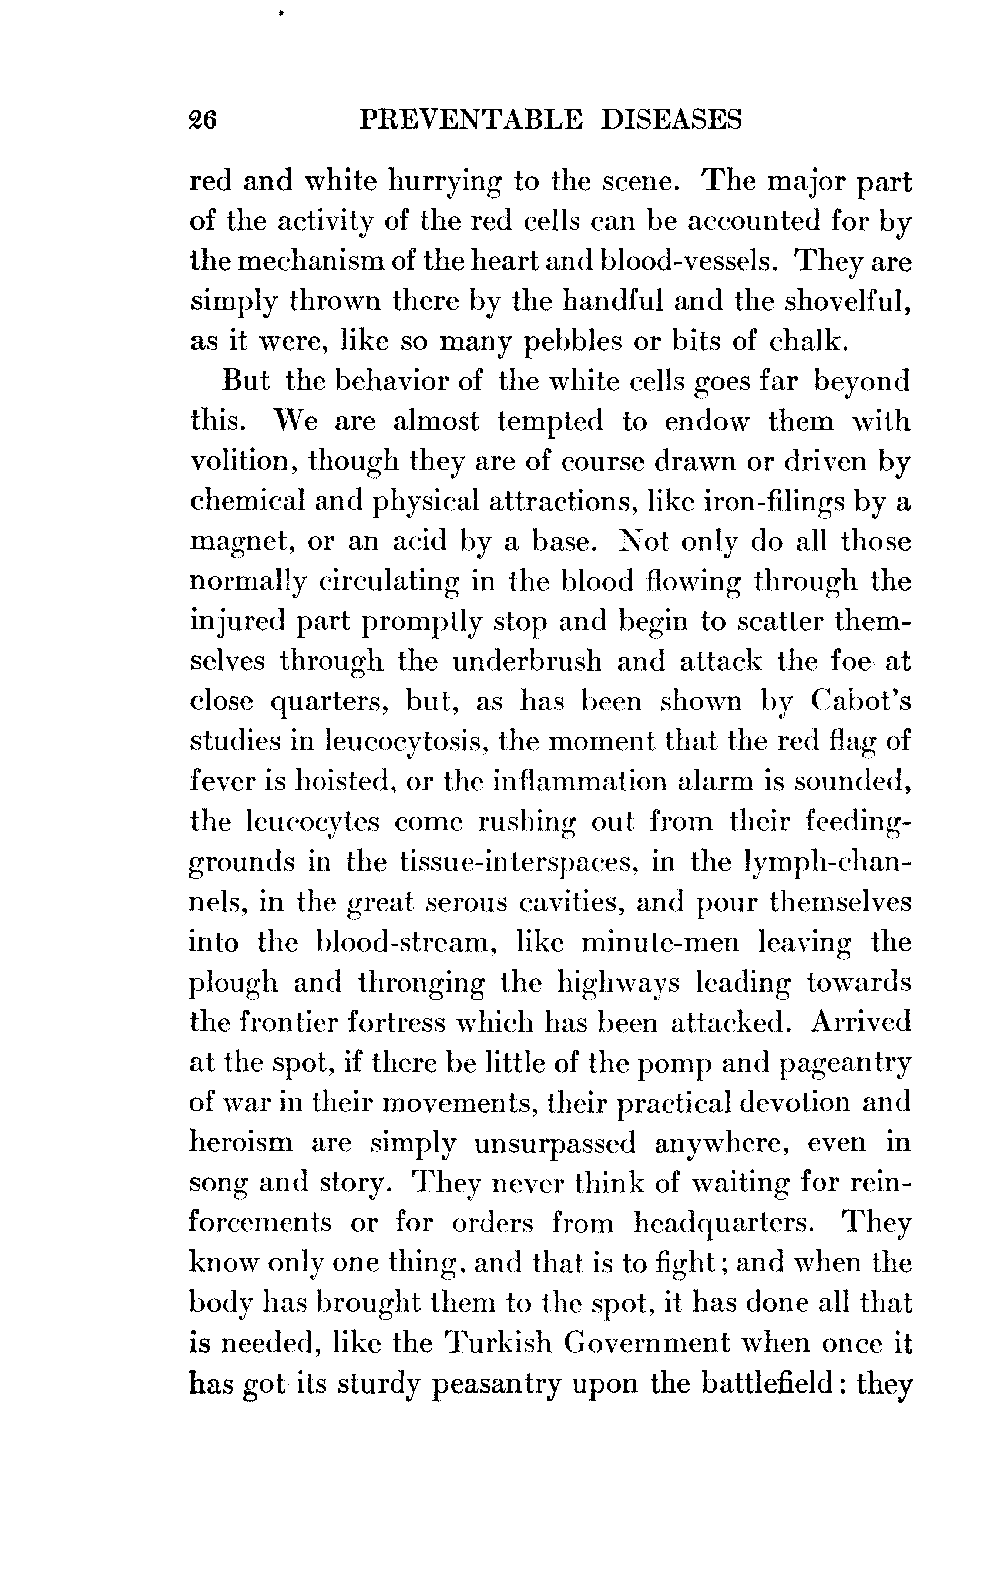 26 PREVENTABLE DISEASES
red and white hurrying to the scene. The major part
of the activity of the red cells can be accounted for by
the mechanism of the heart and blood-vessels. They are
simply thrown there by the handful and the shovelful,
as it were, like so many pebbles or bits of chalk.
But the behavior of the white cells goes far beyond
this. We are almost tempted to endow them with
volition, though they are of course drawn or driven by
chemical and physical attractions, like iron-filings by a
magnet, or an acid by a base. Not only do all those
normally circulating in the blood flowing through the
injured part promptly stop and begin to scatter them-
selves through the underbrush and attack the foe at
close quarters, but, as has been shown by Cabot's
studies in leucocytosis, the moment that the red flag of
fever is hoisted, or the inflammation alarm is sounded,
the leucocytes come rushing out from their feeding-
grounds in the tissue-interspaces, in the lymph-chan-
nels, in the great serous cavities, and pour themselves
into the blood-stream, like minute-men leaving the
plough and thronging the highways leading towards
the frontier fortress which has been attacked. Arrived
at the spot, if there be little of the pomp and pageantry
of war in their movements, their practical devotion and
heroism are simply unsurpassed anywhere, even in
song and story. They never think of waiting for rein-
forcements or for orders from headquarters. They
know only one thing, and that is to fight; and when the
body has brought them to the spot, it has done all that
is needed, like the Turkish Government when once it
has got its sturdy peasantry upon the battlefield: they